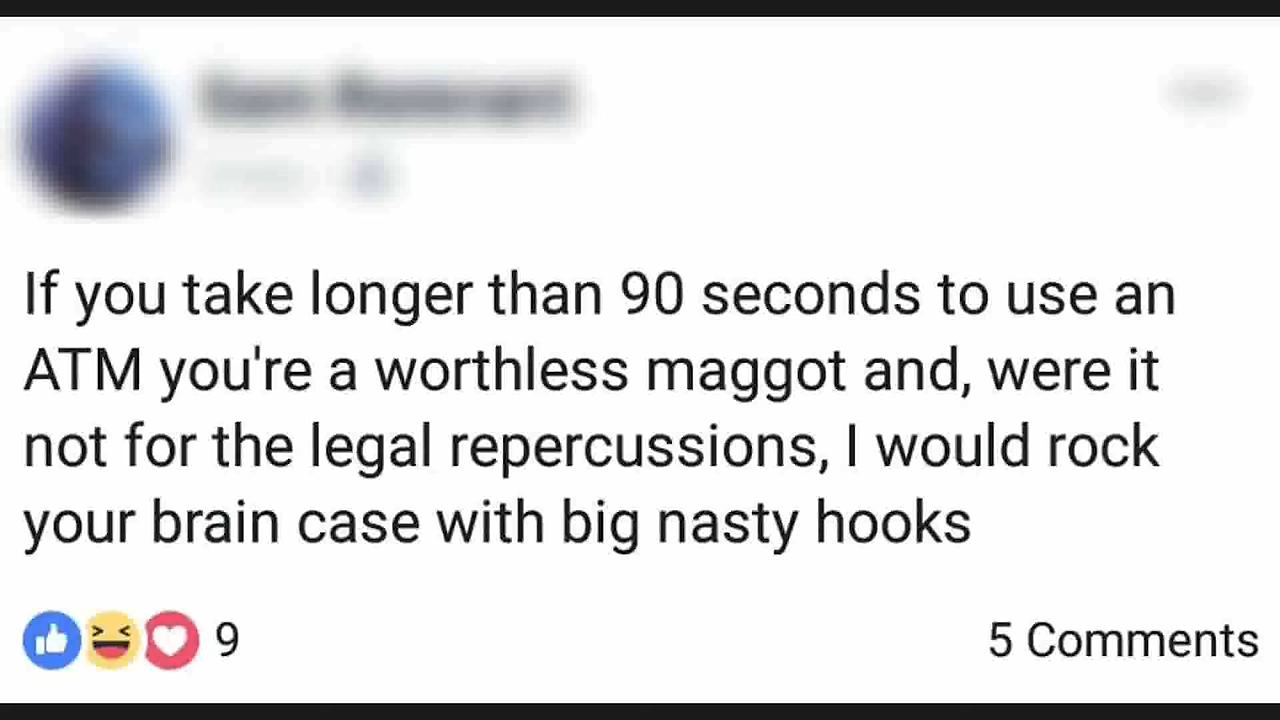 If you take longer than 90 seconds to use an
ATM you're a worthless maggot and, were it
not for the legal repercussions, I would rock
your brain case with big nasty hooks
9
5 Comments